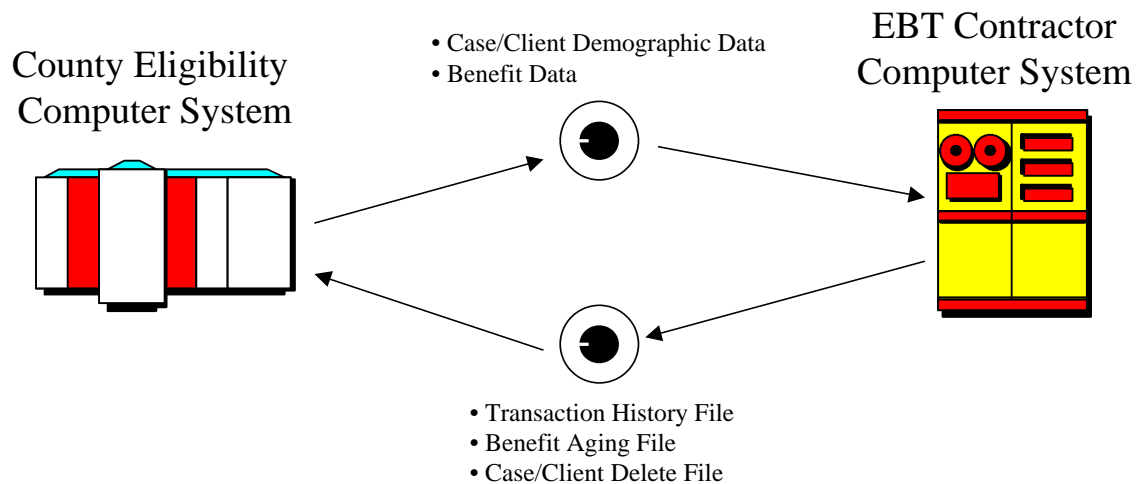 County Eligibility
Computer System
• Case/Client Demographic Data
• Benefit Data
EBT Contractor
Computer System
• Transaction History File
• Benefit Aging File
• Case/Client Delete File